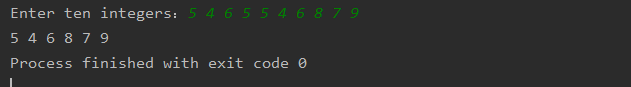 Enter ten integers：5 4 6 5 5 4 6 8 7 9
5 4 6 8 7 9
Process finished with exit code 0